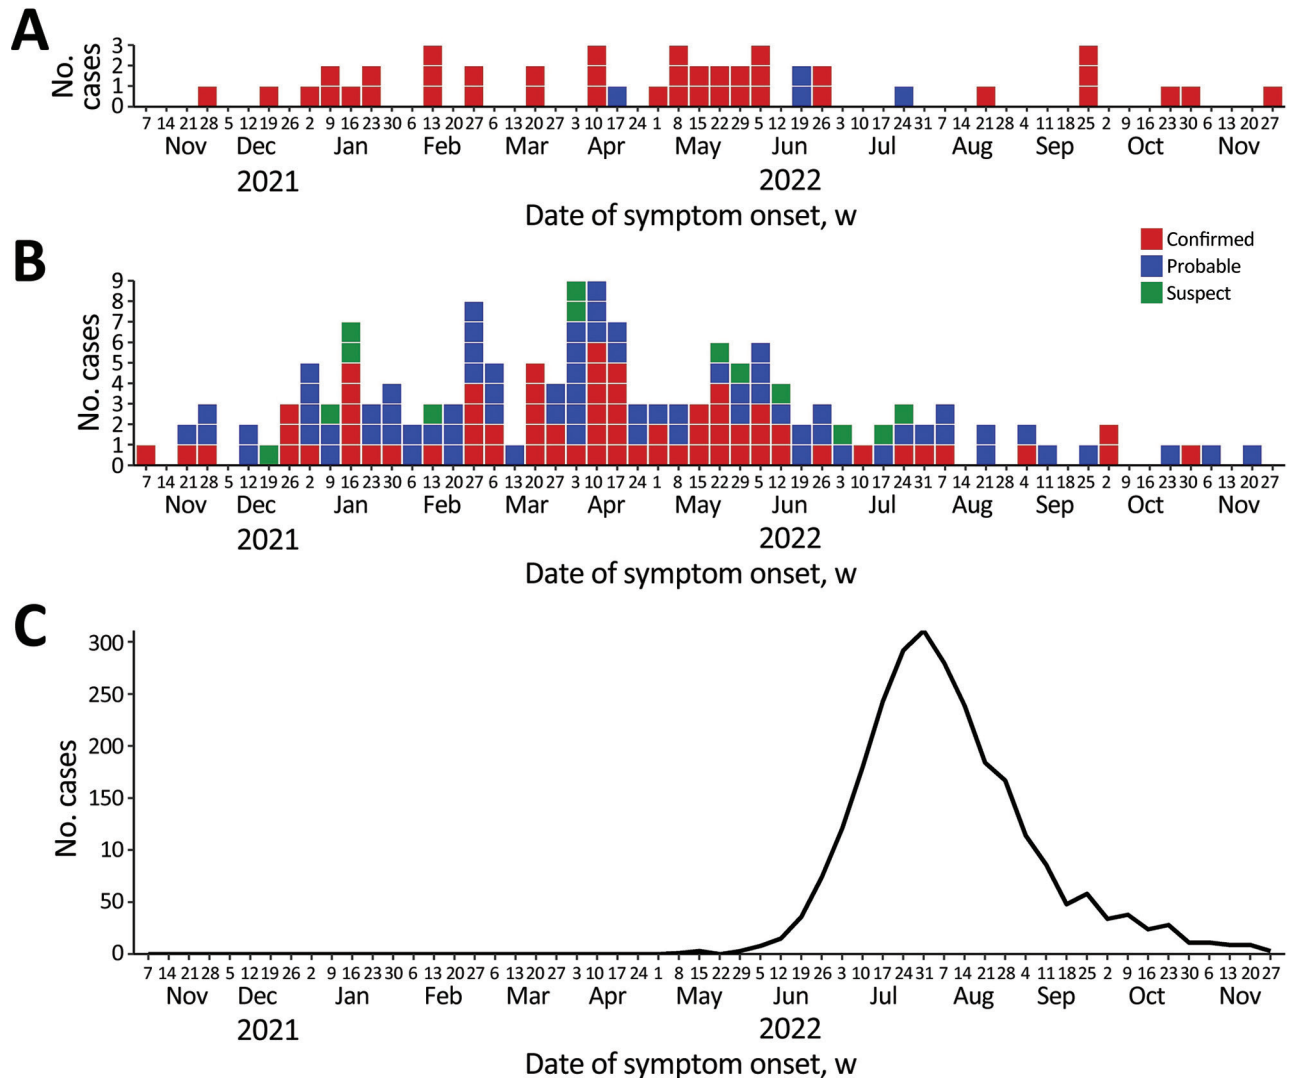 A
No. cases
3
2
1
0
7 14 21 28 5 12 19 26 2 9 16 23 30 6 13 20 27 6 13 20 27 3 10 17 24 1 8 15 22 29 5 12 19 26 3 10 17 24 31 7 14 21 28 4 11 18 25 2 9 16 23 30 6 13 20 27
Nov Dec Jan Feb Mar Apr May Jun Jul Aug Sep Oct Nov
2021 2022
Date of symptom onset, w
Confirmed
Probable
Suspect
B
No. cases
9
8
7
6
5
4
3
2
1
0
7 14 21 28 5 12 19 26 2 9 16 23 30 6 13 20 27 6 13 20 27 3 10 17 24 1 8 15 22 29 5 12 19 26 3 10 17 24 31 7 14 21 28 4 11 18 25 2 9 16 23 30 6 13 20 27
Nov Dec Jan Feb Mar Apr May Jun Jul Aug Sep Oct Nov
2021 2022
Date of symptom onset, w
C
No. cases
300
250
200
150
10
50
0
7 14 21 28 5 12 19 26 2 9 16 23 30 6 13 20 27 6 13 20 27 3 10 17 24 1 8 15 22 29 5 12 19 26 3 10 17 24 31 7 14 21 28 4 11 18 25 2 9 16 23 30 6 13 20 27
Nov Dec Jan Feb Mar Apr May Jun Jul Aug Sep Oct Nov
2021 2022
Date of symptom onset, w